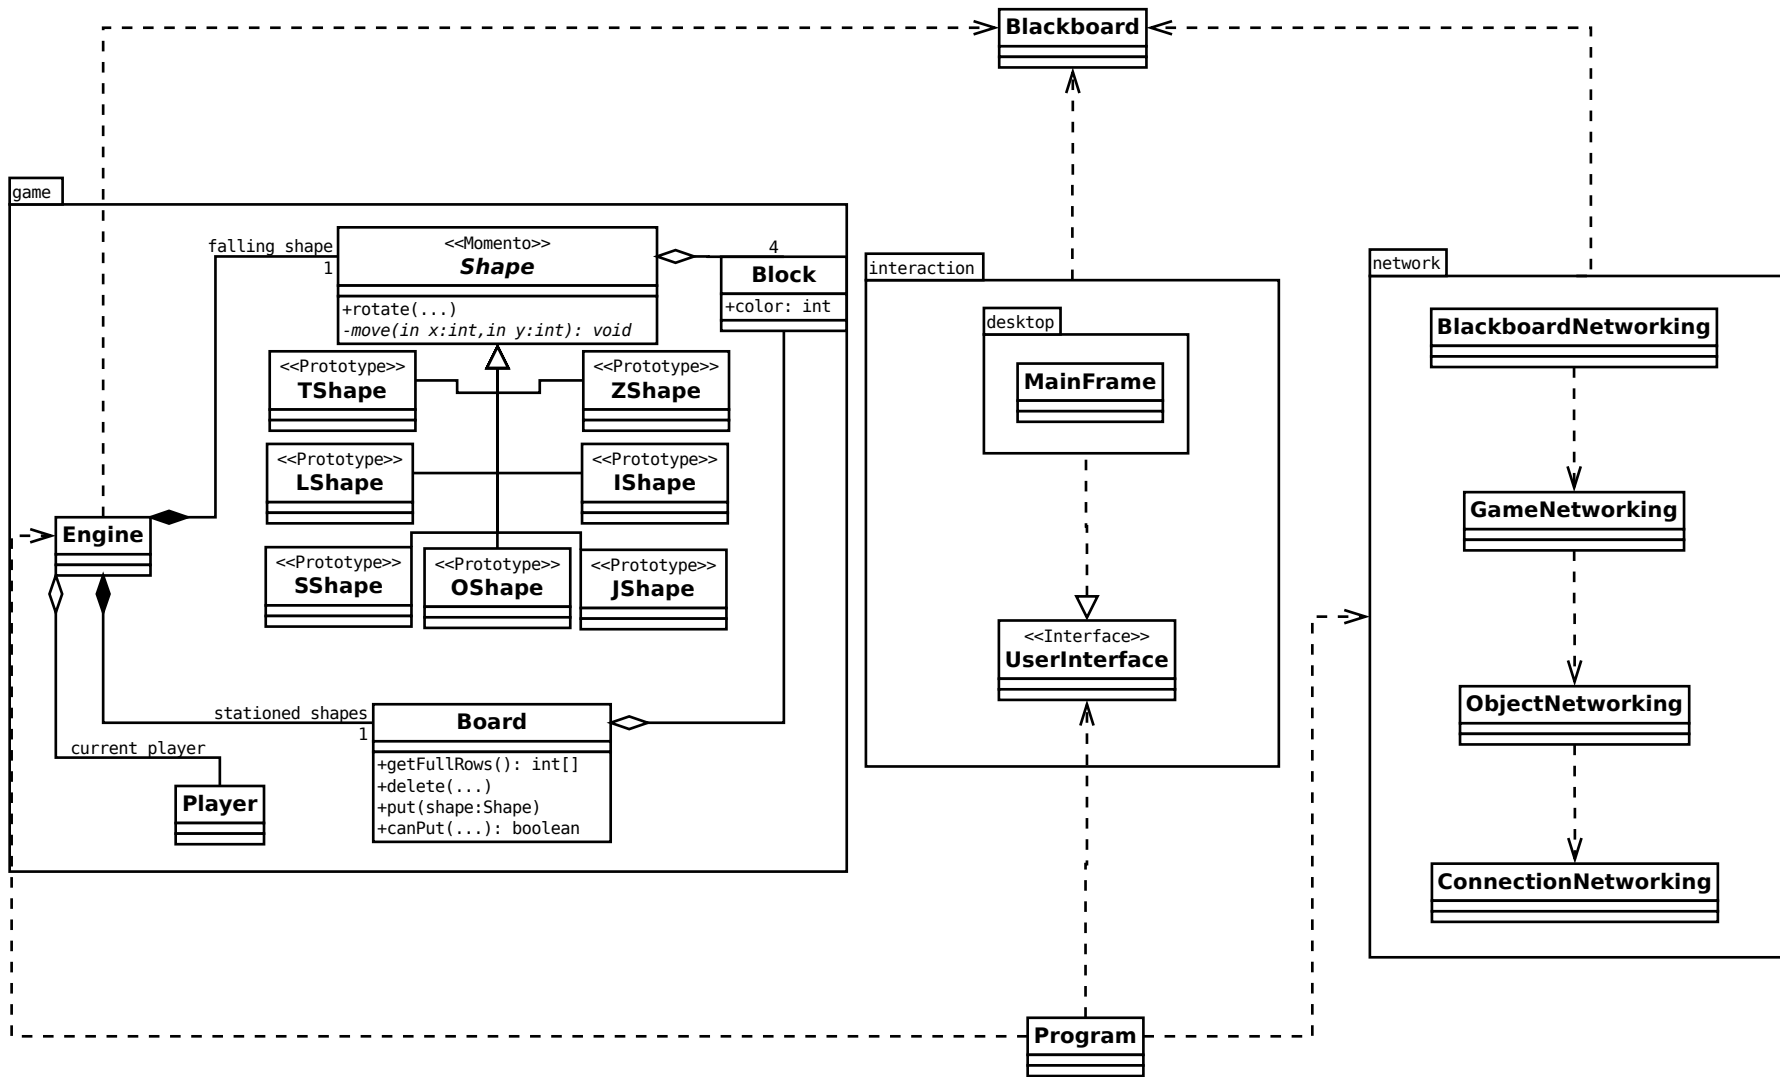 Blackboard
game
falling shape
1
<<Momento>>
Shape
+rotate(...)
-move(in x:int,in y:int): void
4
Block
+color: int
<<Prototype>>
TShape
<<Prototype>>
ZShape
<<Prototype>>
LShape
<<Prototype>>
IShape
<<Prototype>>
SShape
<<Prototype>>
OShape
<<Prototype>>
JShape
Engine
stationed shapes
1
Board
+getFullRows(): int[]
+delete(...)
+put(shape:Shape)
+canPut(...): boolean
current player
Player
interaction
desktop
MainFrame
<<Interface>>
UserInterface
network
BlackboardNetworking
GameNetworking
ObjectNetworking
ConnectionNetworking
Program